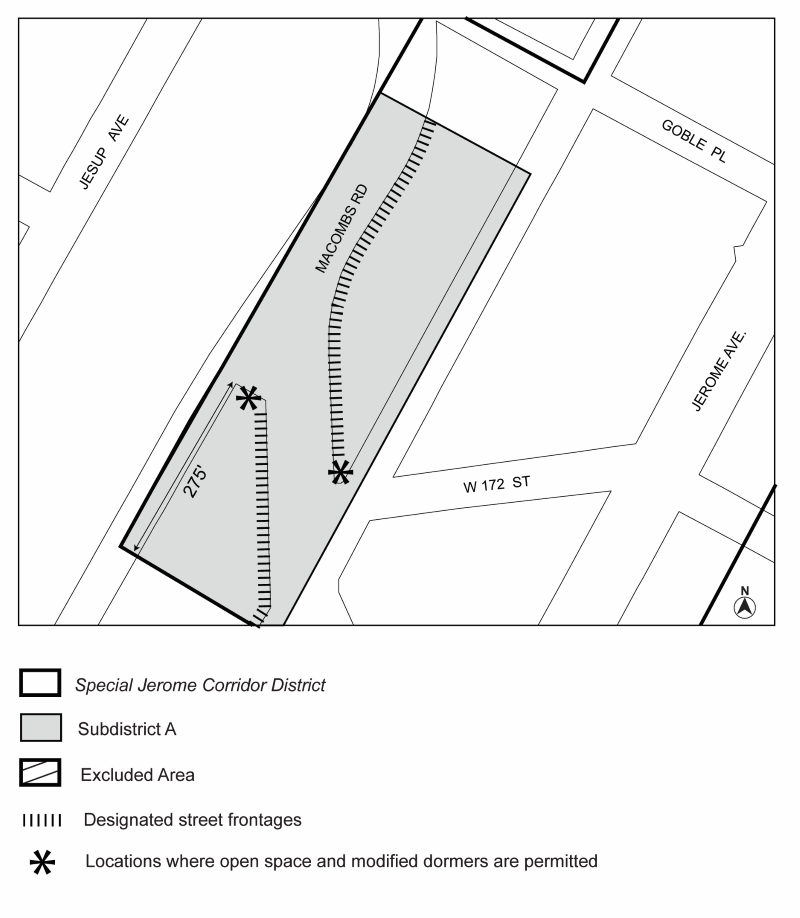 GOBLE PL
JESUP AVE
MACOMBS RD
JEROME AVE.
275'
W 172 ST
N
Special Jerome Corridor District
Subdistrict A
Excluded Area
Designated street frontages
Locations where open space and modified dormers are permitted